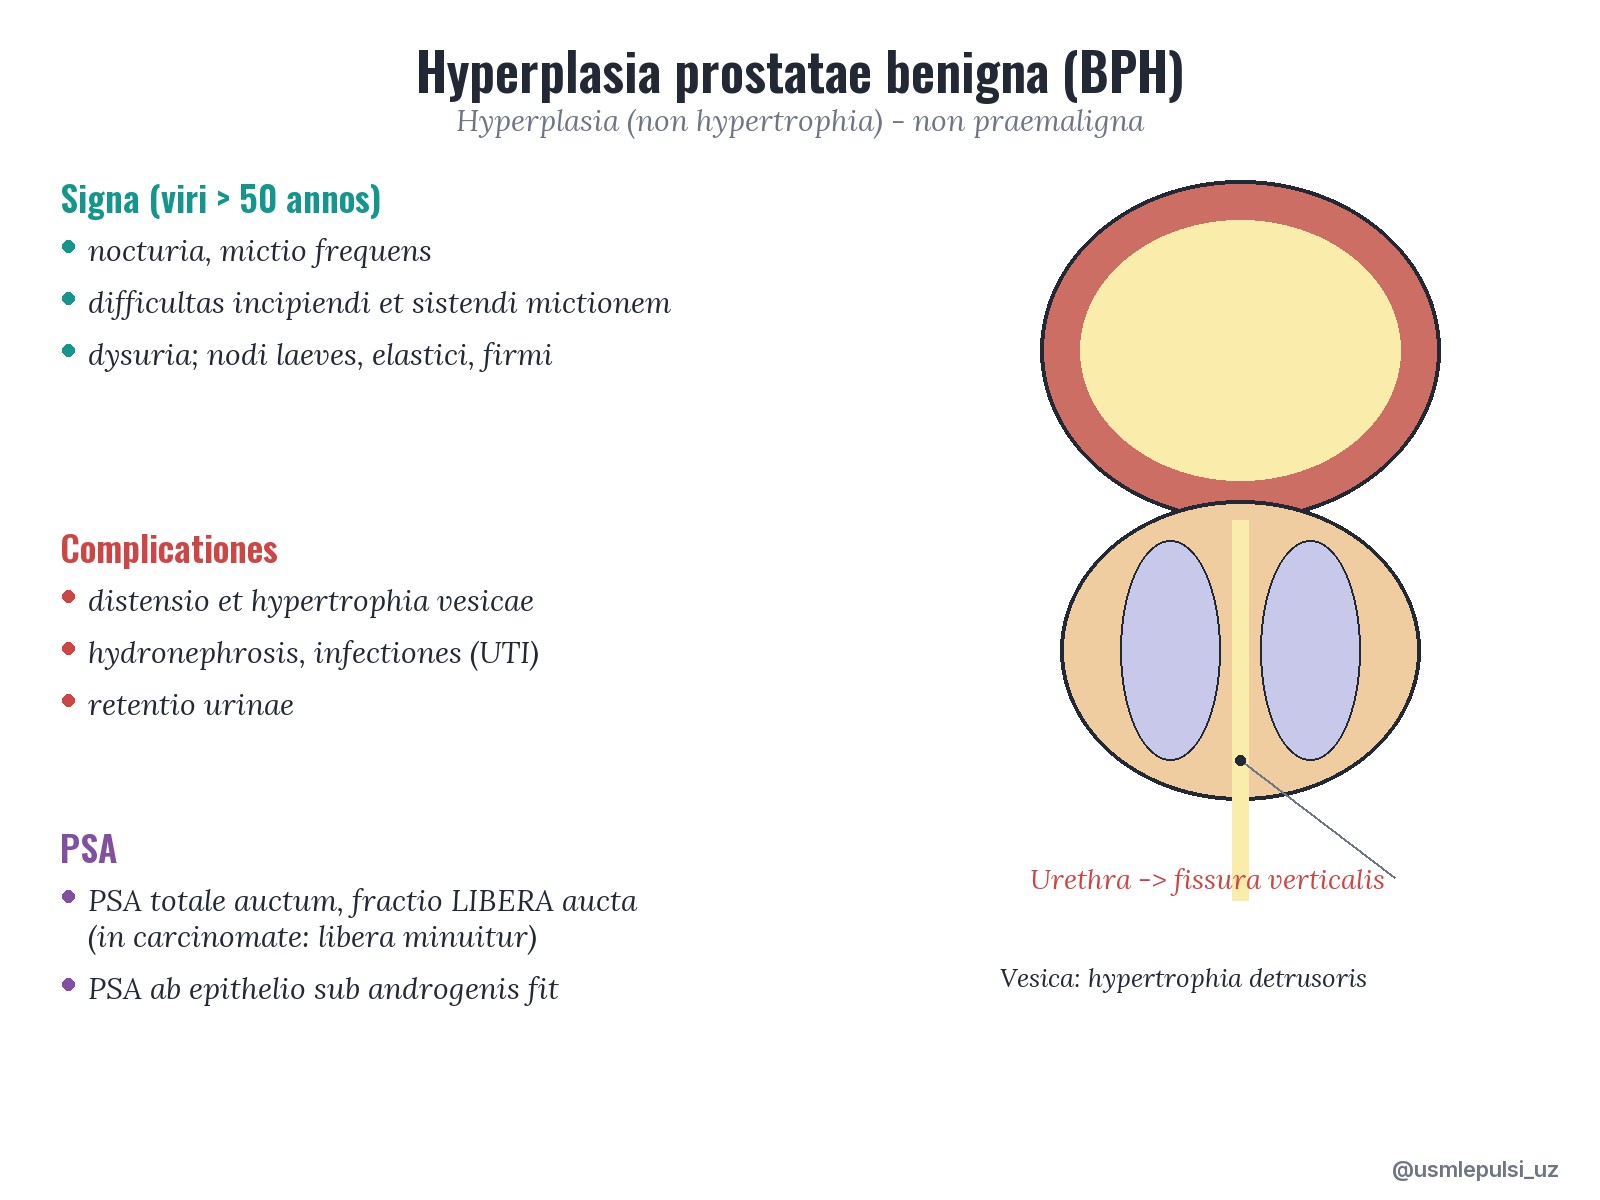 Hyperplasia prostatae benigna (BPH)
Hyperplasia (non hypertrophia) - non praemaligna
Signa (viri > 50 annos)
nocturia, mictio frequens
difficultas incipiendi et sistendi mictionem
dysuria; nodi laeves, elastici, firmi
Complicationes
distensio et hypertrophia vesicae
hydronephrosis, infectiones (UTI)
retentio urinae
PSA
PSA totale auctum, fractio LIBERA aucta
(in carcinomate: libera minuitur)
PSA ab epithelio sub androgenis fit
Urethra -> fissura verticalis
Vesica: hypertrophia detrusoris
@usmlepulsi_uz